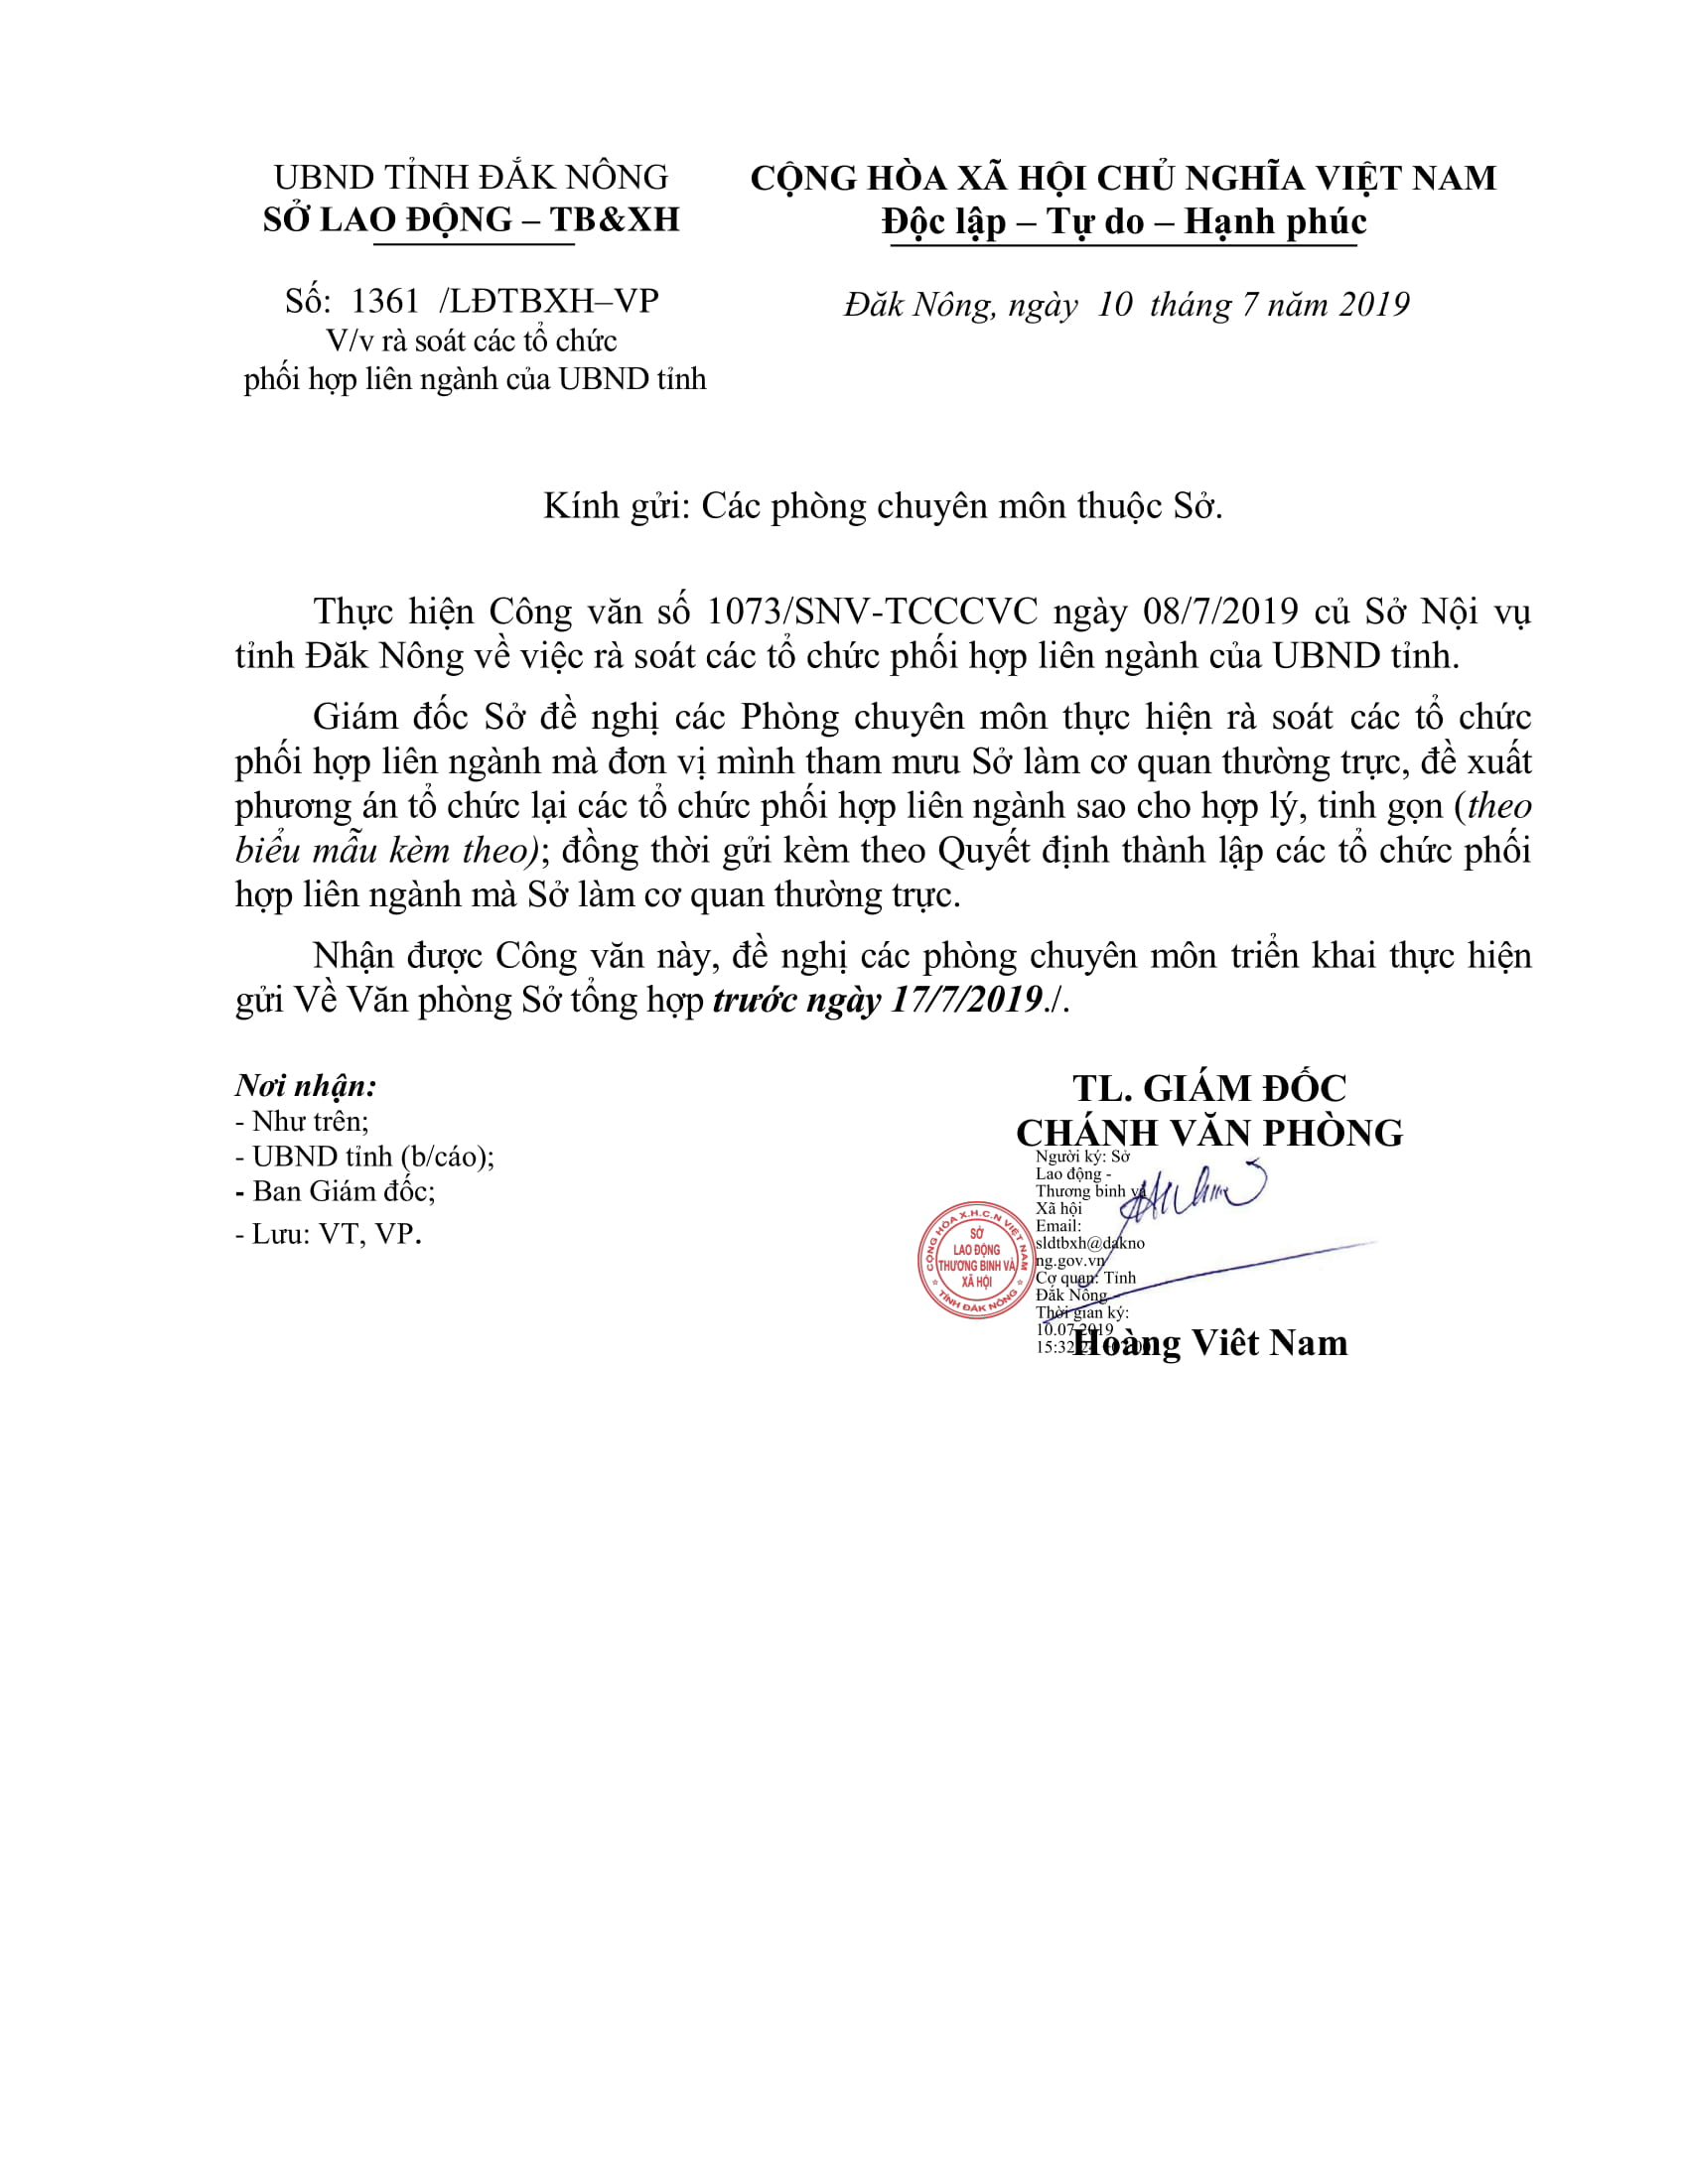 UBND TỈNH ĐẮK NÔNG
SỞ LAO ĐỘNG – TB&XH
CỘNG HÒA XÃ HỘI CHỦ NGHĨA VIỆT NAM
Độc lập – Tự do – Hạnh phúc
Số: 1361 /LĐTBXH–VP
V/v rà soát các tổ chức
phối hợp liên ngành của UBND tỉnh
Đăk Nông, ngày 10 tháng 7 năm 2019
Kính gửi: Các phòng chuyên môn thuộc Sở.
Thực hiện Công văn số 1073/SNV-TCCCVC ngày 08/7/2019 củ Sở Nội vụ
tỉnh Đăk Nông về việc rà soát các tổ chức phối hợp liên ngành của UBND tỉnh.
Giám đốc Sở đề nghị các Phòng chuyên môn thực hiện rà soát các tổ chức
phối hợp liên ngành mà đơn vị mình tham mưu Sở làm cơ quan thường trực, đề xuất
phương án tổ chức lại các tổ chức phối hợp liên ngành sao cho hợp lý, tinh gọn (theo
biểu mẫu kèm theo); đồng thời gửi kèm theo Quyết định thành lập các tổ chức phối
hợp liên ngành mà Sở làm cơ quan thường trực.
Nhận được Công văn này, đề nghị các phòng chuyên môn triển khai thực hiện
gửi Về Văn phòng Sở tổng hợp trước ngày 17/7/2019./.
Nơi nhận:
- Như trên;
- UBND tỉnh (b/cáo);
- Ban Giám đốc;
- Lưu: VT, VP.
TL. GIÁM ĐỐC
CHÁNH VĂN PHÒNG
Người ký: Sở
Lao động -
Thương binh và
Xã hội
Email:
sldtbxh@dakno
ng.gov.vn
Cơ quan: Tỉnh
Đắk Nông
Thời gian ký:
10.07.2019
15:32
CỘNG HÒA X.H.C.N VIỆT NAM
SỞ
LAO ĐỘNG
THƯƠNG BINH VÀ
XÃ HỘI
TỈNH ĐẮK NÔNG
Hoàng Viêt Nam